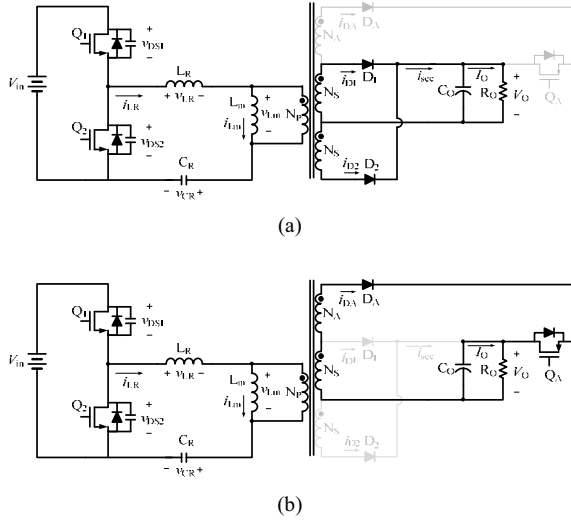 Q1
+
vDS1
−
Vin
LR
iLR
+ vLR −
Q2
+
vDS2
−
CR
− vCR +
Lm
+
vLm
−
iLm
NP
NA
iDA DA
NS
iD1 D1
isec
IO
CO
RO
+
VO
−
QA
NS
iD2 D2
(a)
Q1
+
vDS1
−
Vin
LR
iLR
+ vLR −
Q2
+
vDS2
−
CR
− vCR +
Lm
+
vLm
−
iLm
NP
iDA DA
NA
iD1 D1
isec
NS
IO
CO
RO
+
VO
−
QA
NS
iD2 D2
(b)